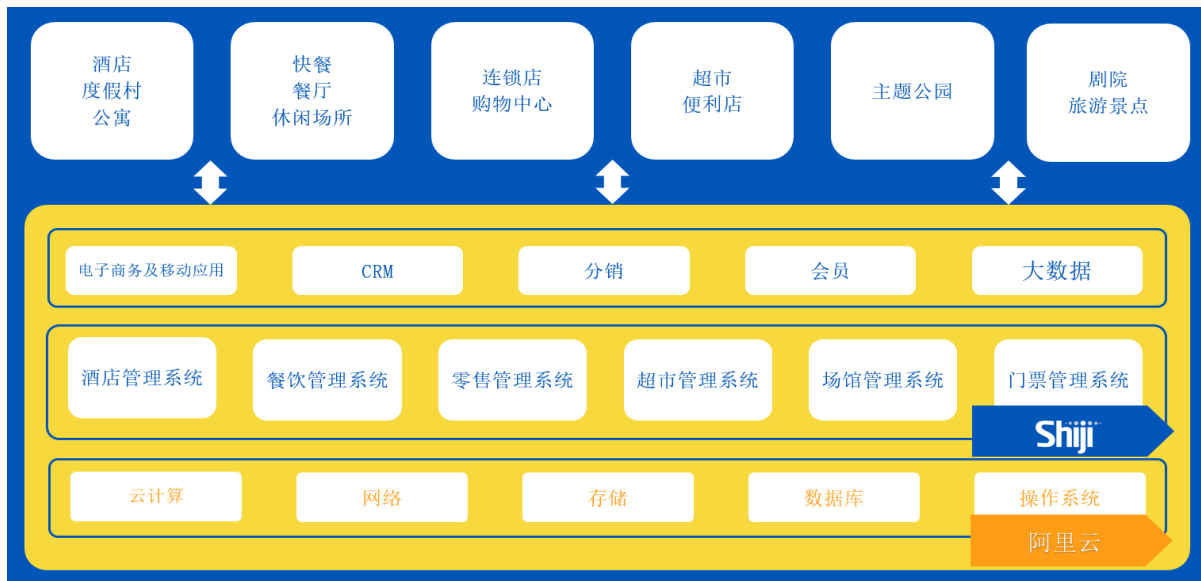 酒店
度假村
公寓
快餐
餐厅
休闲场所
连锁店
购物中心
超市
便利店
主题公园
剧院
旅游景点
电子商务及移动应用
CRM
分销
会员
大数据
酒店管理系统
餐饮管理系统
零售管理系统
超市管理系统
场馆管理系统
门票管理系统
Shiji
云计算
网络
存储
数据库
操作系统
阿里云